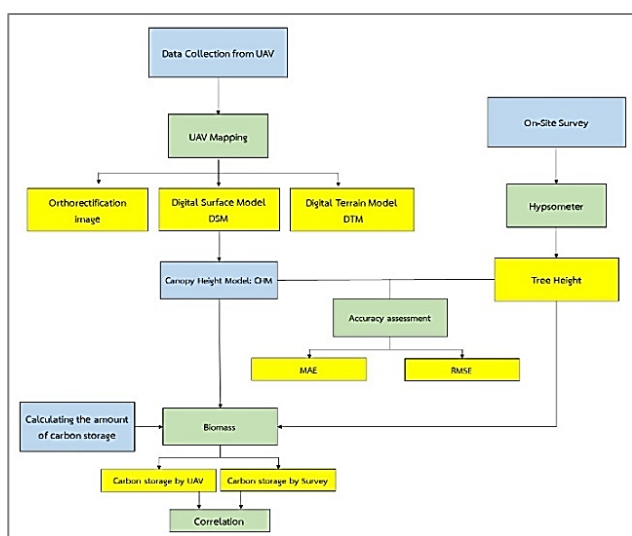 Data Collection from UAV
UAV Mapping
On-Site Survey
Orthorectification
image
Digital Surface Model
DSM
Digital Terrain Model
DTM
Hypsometer
Canopy Height Model: CHM
Tree Height
Accuracy assessment
MAE
RMSE
Calculating the amount
of carbon storage
Biomass
Carbon storage by UAV
Carbon storage by Survey
Correlation